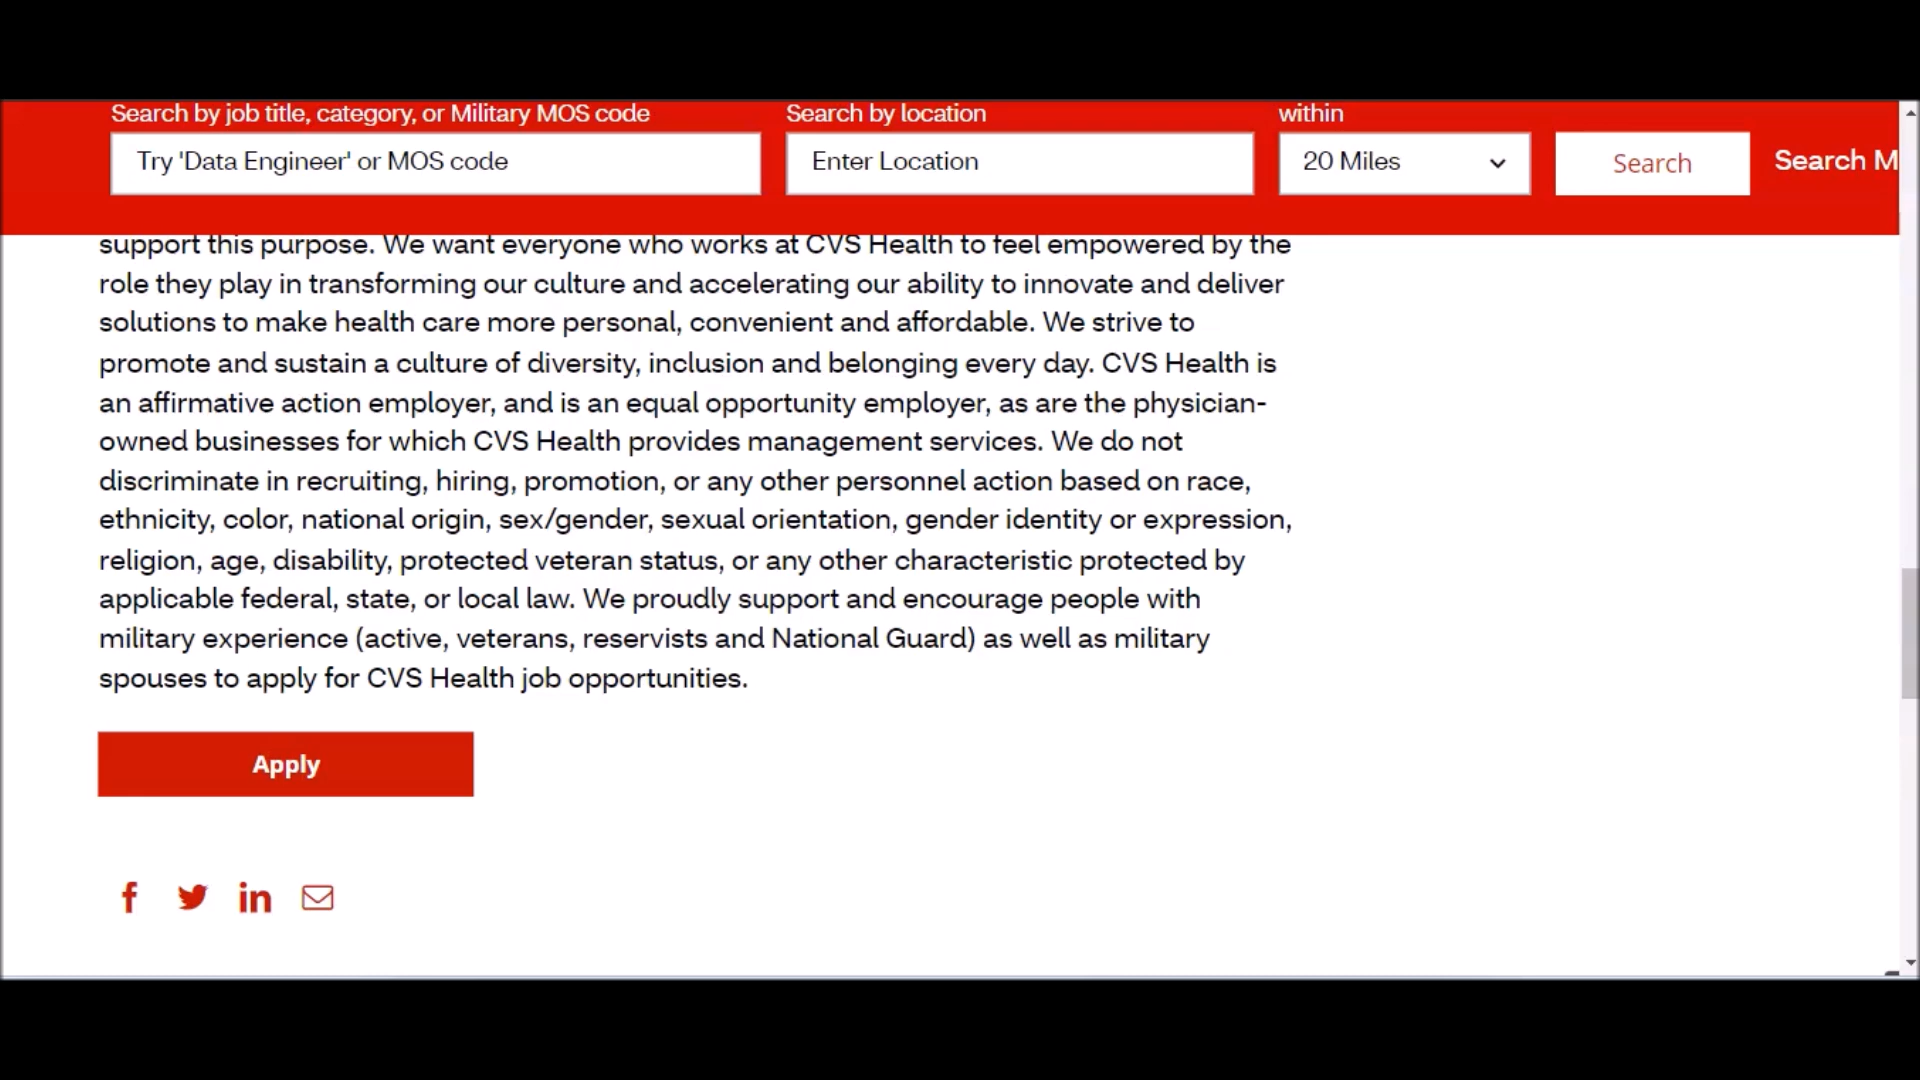 Search by job title, category, or Military MOS code
Search by location
within
Try 'Data Engineer' or MOS code
Enter Location
20 Miles
Search
Search M
support this purpose. We want everyone who works at CVS Health to feel empowered by the
role they play in transforming our culture and accelerating our ability to innovate and deliver
solutions to make health care more personal, convenient and affordable. We strive to
promote and sustain a culture of diversity, inclusion and belonging every day. CVS Health is
an affirmative action employer, and is an equal opportunity employer, as are the physician-
owned businesses for which CVS Health provides management services. We do not
discriminate in recruiting, hiring, promotion, or any other personnel action based on race,
ethnicity, color, national origin, sex/gender, sexual orientation, gender identity or expression,
religion, age, disability, protected veteran status, or any other characteristic protected by
applicable federal, state, or local law. We proudly support and encourage people with
military experience (active, veterans, reservists and National Guard) as well as military
spouses to apply for CVS Health job opportunities.
Apply